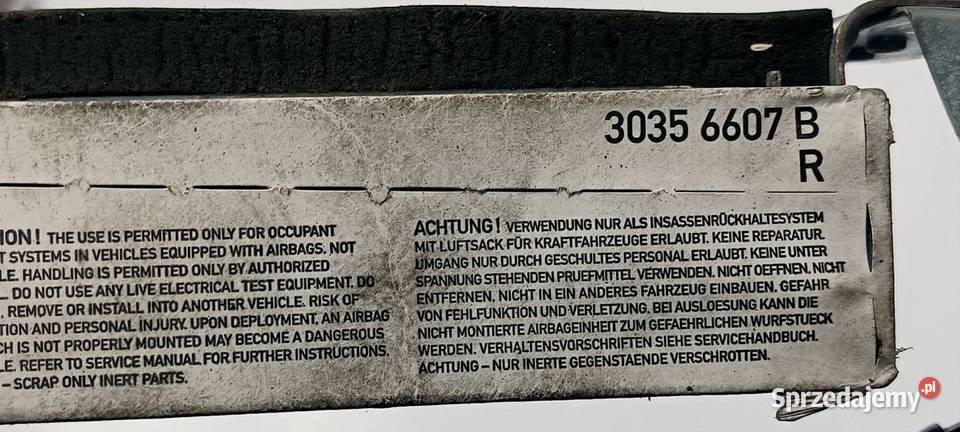 3035 6607 B
R
ION! THE USE IS PERMITTED ONLY FOR OCCUPANT
T SYSTEMS IN VEHICLES EQUIPPED WITH AIRBAGS. NOT
LE. HANDLING IS PERMITTED ONLY BY AUTHORIZED
L. DO NOT USE ANY LIVE ELECTRICAL TEST EQUIPMENT. DO
, REMOVE OR INSTALL INTO ANOTHER VEHICLE. RISK OF
TION AND PERSONAL INJURY. UPON DEPLOYMENT, AN AIRBAG
CH IS NOT PROPERLY MOUNTED MAY BECOME A DANGEROUS
LE. REFER TO SERVICE MANUAL FOR FURTHER INSTRUCTIONS.
– SCRAP ONLY INERT PARTS.
ACHTUNG! VERWENDUNG NUR ALS INSASSENRÜCKHALTESYSTEM
MIT LUFTSACK FÜR KRAFTFAHRZEUGE ERLAUBT. KEINE REPARATUR.
UMGANG NUR DURCH GESCHULTES PERSONAL ERLAUBT. KEINE UNTER
SPANNUNG STEHENDEN PRUEFMITTEL VERWENDEN. NICHT OEFFNEN, NICHT
ENTFERNEN, NICHT IN EIN ANDERES FAHRZEUG EINBAUEN. GEFAHR
VON FEHLFUNKTION UND VERLETZUNG. BEI AUSLOESUNG KANN DIE
NICHT MONTIERTE AIRBAGEINHEIT ZUM GEFAEHRLICHEN WURFSTUECK
WERDEN. VERHALTENSVORSCHRIFTEN SIEHE SERVICEHANDBUCH.
ACHTUNG – NUR INERTE GEGENSTAENDE VERSCHROTTEN.
Sprzedajemy.pl